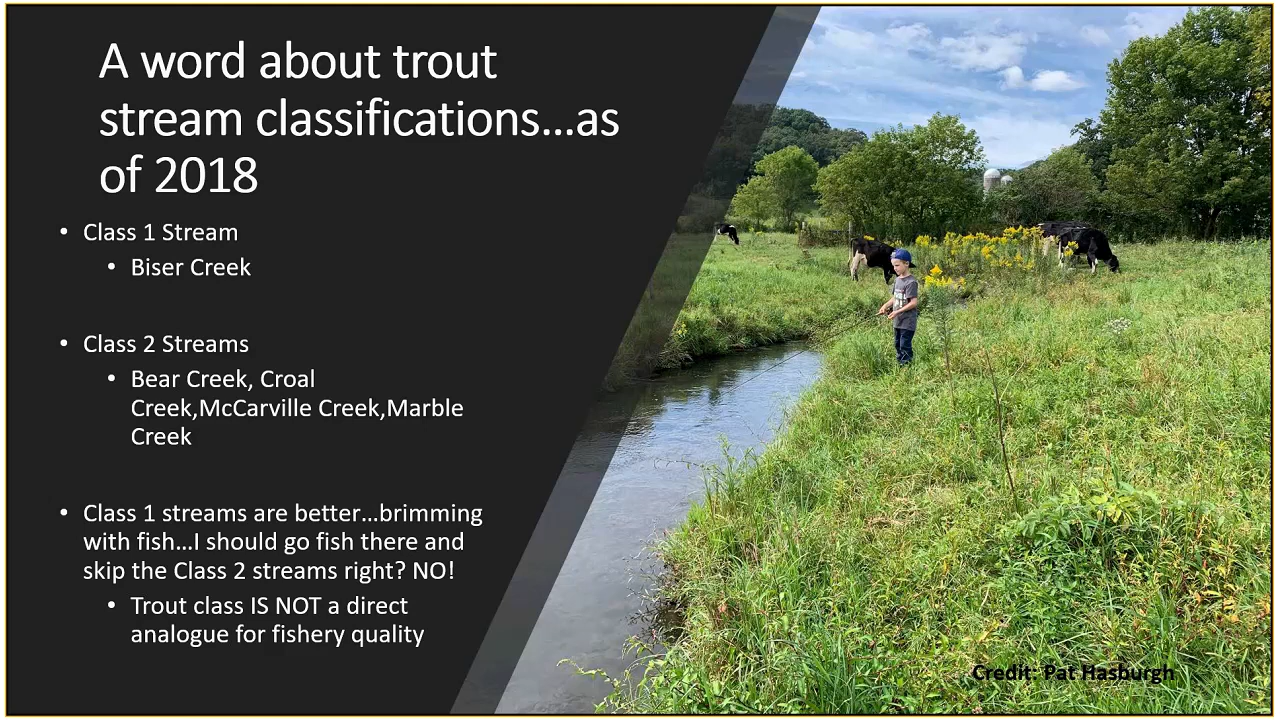 A word about trout
stream classifications...as
of 2018
• Class 1 Stream
• Biser Creek
• Class 2 Streams
• Bear Creek, Croal
Creek,McCarville Creek,Marble
Creek
• Class 1 streams are better...brimming
with fish...I should go fish there and
skip the Class 2 streams right? NO!
• Trout class IS NOT a direct
analogue for fishery quality
Credit: Pat Hasburgh